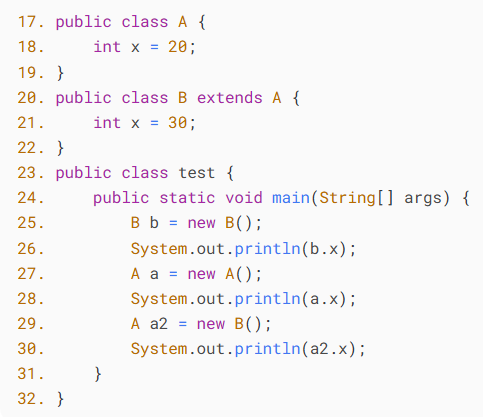 17. public class A {
18.     int x = 20;
19. }
20. public class B extends A {
21.     int x = 30;
22. }
23. public class test {
24.     public static void main(String[] args) {
25.         B b = new B();
26.         System.out.println(b.x);
27.         A a = new A();
28.         System.out.println(a.x);
29.         A a2 = new B();
30.         System.out.println(a2.x);
31.     }
32. }